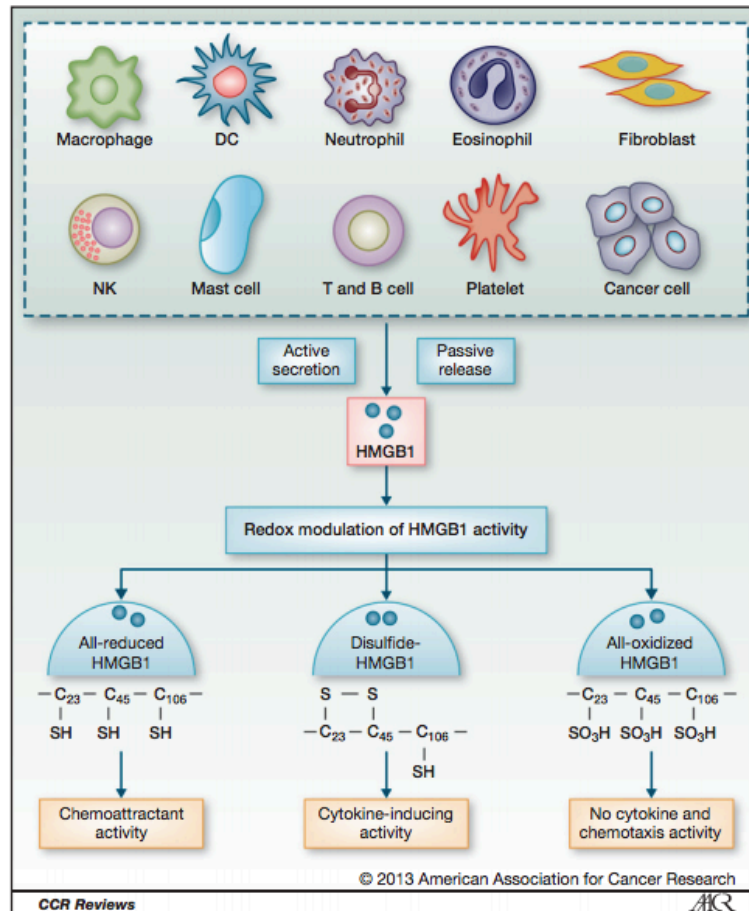 Macrophage DC Neutrophil Eosinophil Fibroblast
NK Mast cell T and B cell Platelet Cancer cell
Active
secretion
Passive
release
HMGB1
Redox modulation of HMGB1 activity
All-reduced
HMGB1
Disulfide-
HMGB1
All-oxidized
HMGB1
—C₂₃—C₄₅—C₁₀₆—
| | |
SH SH SH
S — S
| |
—C₂₃—C₄₅—C₁₀₆—
|
SH
—C₂₃—C₄₅—C₁₀₆—
| | |
SO₃H SO₃H SO₃H
Chemoattractant
activity
Cytokine-inducing
activity
No cytokine and
chemotaxis activity
© 2013 American Association for Cancer Research
CCR Reviews
AACR